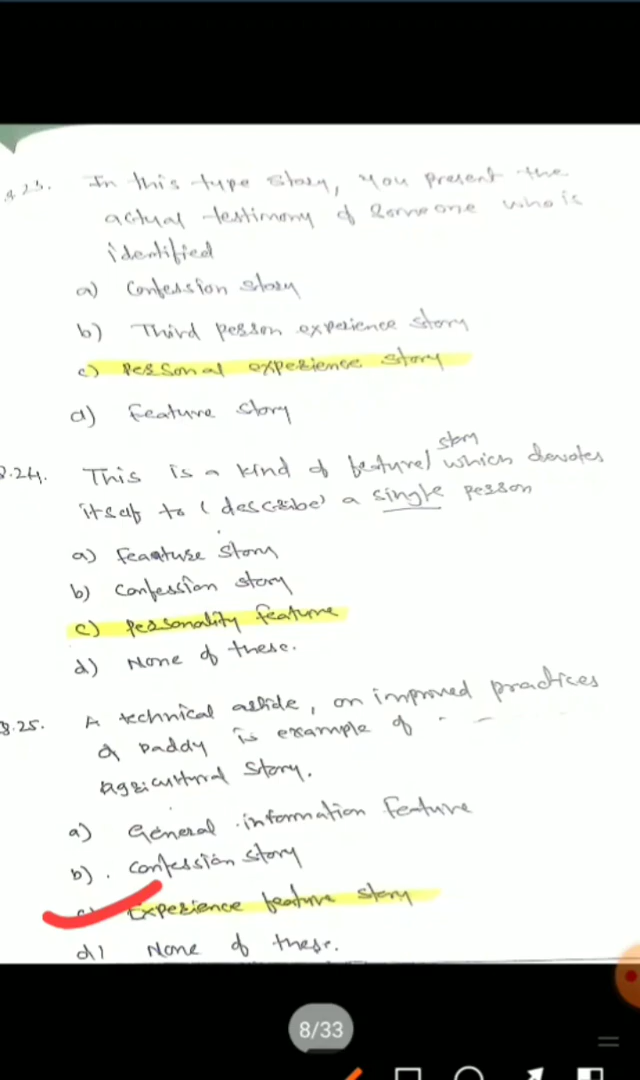 8.23. In this type story, you present the
actual testimony of someone who is
identified
a) Confession story
b) Third person experience story
c) Personal experience story
d) Feature story
8.24. This is a kind of feature/ story which devotes
itself to (describe) a single person
a) Feature story
b) Confession story
c) Personality feature
d) None of these.
8.25. A technical article, on improved practices
of paddy is example of
Agricultural Story.
a) General information feature
b). Confession story
c) Experience feature story
d) None of these.
8/33